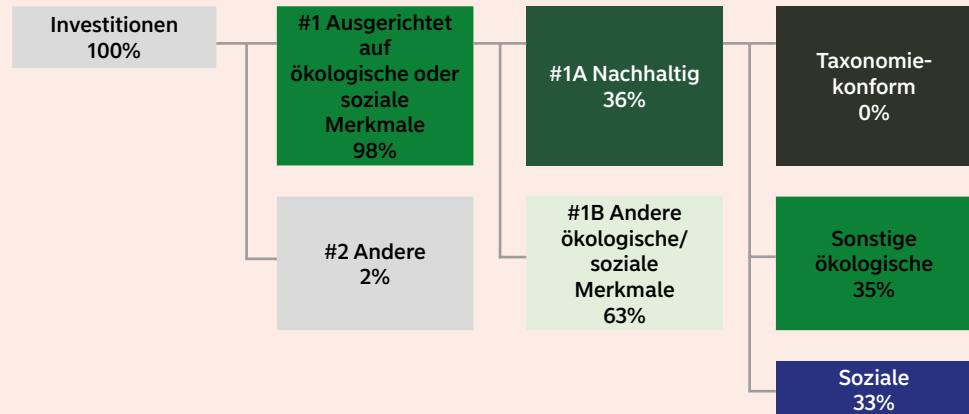 Investitionen
100%
#1 Ausgerichtet
auf
ökologische oder
soziale
Merkmale
98%
#2 Andere
2%
#1A Nachhaltig
36%
#1B Andere
ökologische/
soziale
Merkmale
63%
Taxonomie-
konform
0%
Sonstige
ökologische
35%
Soziale
33%